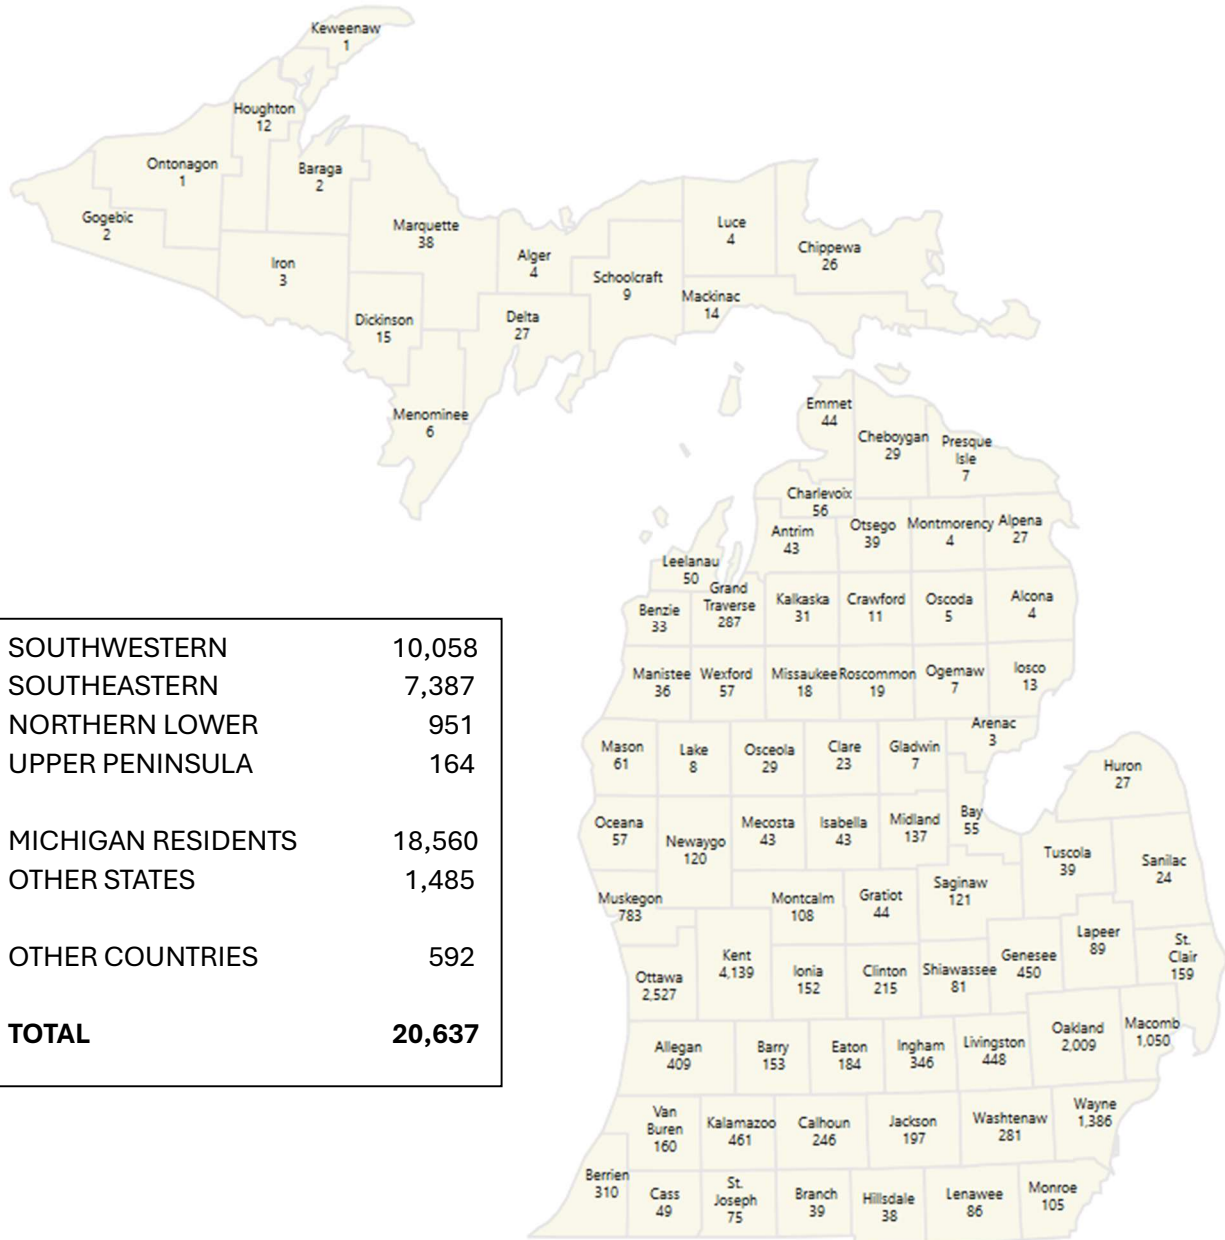 Keweenaw
1
Houghton
12
Ontonagon
1
Baraga
2
Gogebic
2
Marquette
38
Iron
3
Alger
4
Luce
4
Chippewa
26
Schoolcraft
9
Mackinac
14
Dickinson
15
Delta
27
Menominee
6
Emmet
44
Cheboygan
29
Presque
Isle
7
Charlevoix
56
Antrim
43
Otsego
39
Montmorency
4
Alpena
27
Leelanau
50
Grand
Traverse
287
Benzie
33
Kalkaska
31
Crawford
11
Oscoda
5
Alcona
4
Manistee
36
Wexford
57
Missaukee
18
Roscommon
19
Ogemaw
7
Iosco
13
Arenac
3
Mason
61
Lake
8
Osceola
29
Clare
23
Gladwin
7
Huron
27
Oceana
57
Newaygo
120
Mecosta
43
Isabella
43
Midland
137
Bay
55
Tuscola
39
Sanilac
24
Muskegon
783
Montcalm
108
Gratiot
44
Saginaw
121
Ottawa
2,527
Kent
4,139
Ionia
152
Clinton
215
Shiawassee
81
Genesee
450
Lapeer
89
St.
Clair
159
Allegan
409
Barry
153
Eaton
184
Ingham
346
Livingston
448
Oakland
2,009
Macomb
1,050
Van
Buren
160
Kalamazoo
461
Calhoun
246
Jackson
197
Washtenaw
281
Wayne
1,386
Berrien
310
Cass
49
St.
Joseph
75
Branch
39
Hillsdale
38
Lenawee
86
Monroe
105
SOUTHWESTERN 10,058
SOUTHEASTERN 7,387
NORTHERN LOWER 951
UPPER PENINSULA 164
MICHIGAN RESIDENTS 18,560
OTHER STATES 1,485
OTHER COUNTRIES 592
TOTAL 20,637